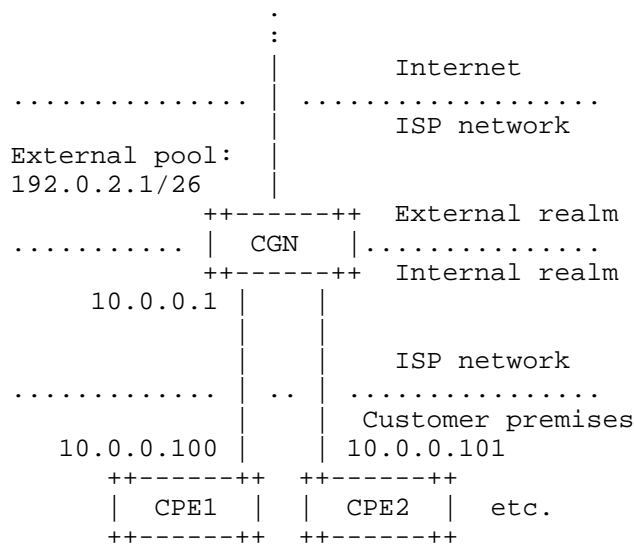 .
:
|
| Internet
............... | ...................
| ISP network
External pool: |
192.0.2.1/26 |
++------++ External realm
........... | CGN |...............
++------++ Internal realm
10.0.0.1 | |
| |
| | ISP network
............. | .. | ................
| | Customer premises
10.0.0.100 | | 10.0.0.101
++------++ ++------++
| CPE1 | | CPE2 | etc.
++------++ ++------++